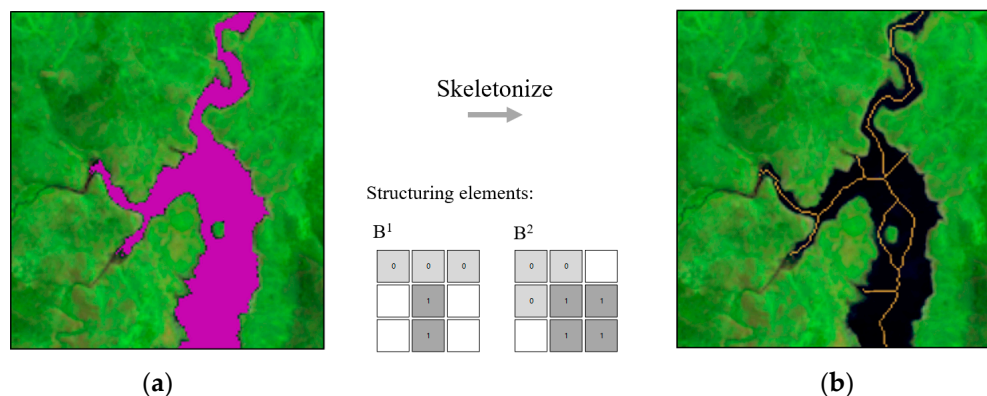 Skeletonize
Structuring elements:
B¹ B²
0 0 0 0 0
1 0 1 1
1 1 1
(a) (b)